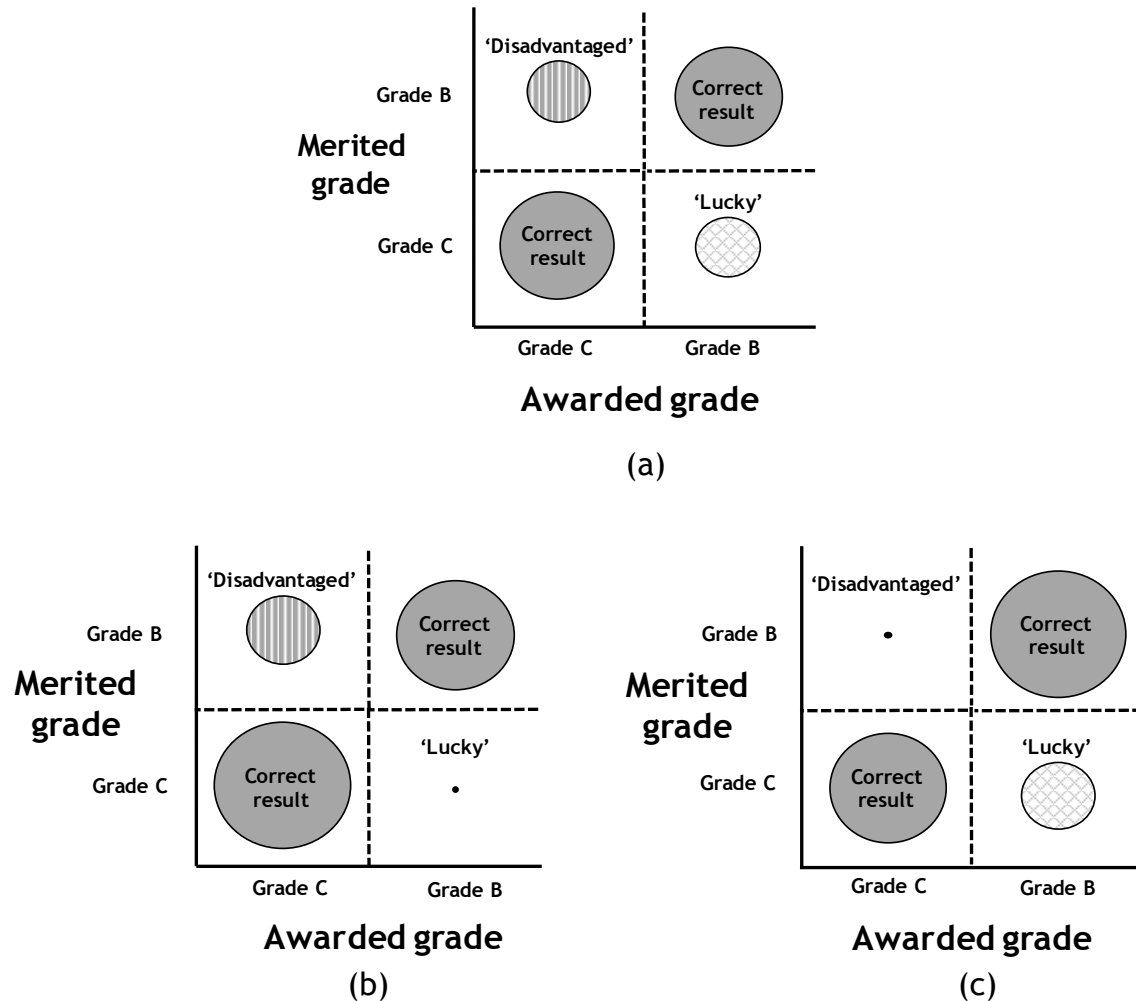 ‘Disadvantaged’
Grade B
Correct
result
Merited
grade
‘Lucky’
Grade C
Correct
result
Grade C
Grade B
Awarded grade
(a)
‘Disadvantaged’
Grade B
Correct
result
Merited
grade
‘Lucky’
Grade C
Correct
result
Grade C
Grade B
Awarded grade
(b)
‘Disadvantaged’
Grade B
Correct
result
Merited
grade
‘Lucky’
Grade C
Correct
result
Grade C
Grade B
Awarded grade
(c)